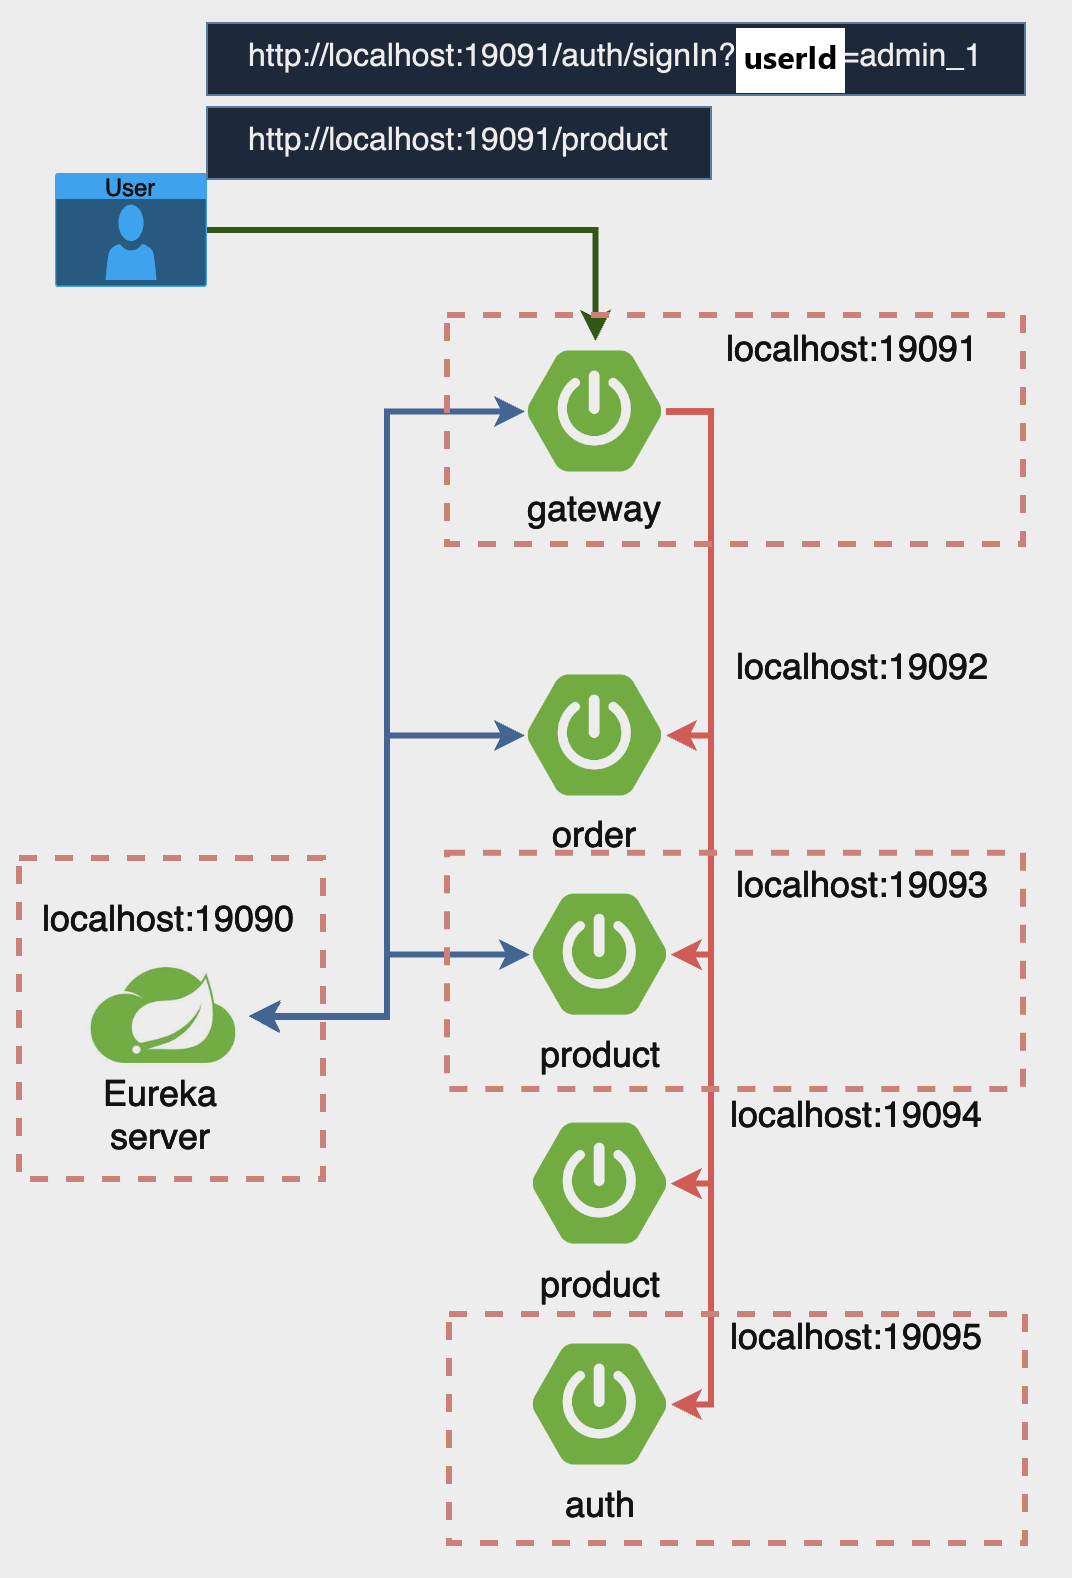 http://localhost:19091/auth/signIn?userId=admin_1
http://localhost:19091/product
User
localhost:19091
gateway
localhost:19092
order
localhost:19093
localhost:19090
product
Eureka
server
localhost:19094
product
localhost:19095
auth